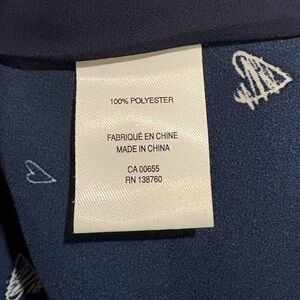 100% POLYESTER
FABRIQUÉ EN CHINE
MADE IN CHINA
CA 00655
RN 138760